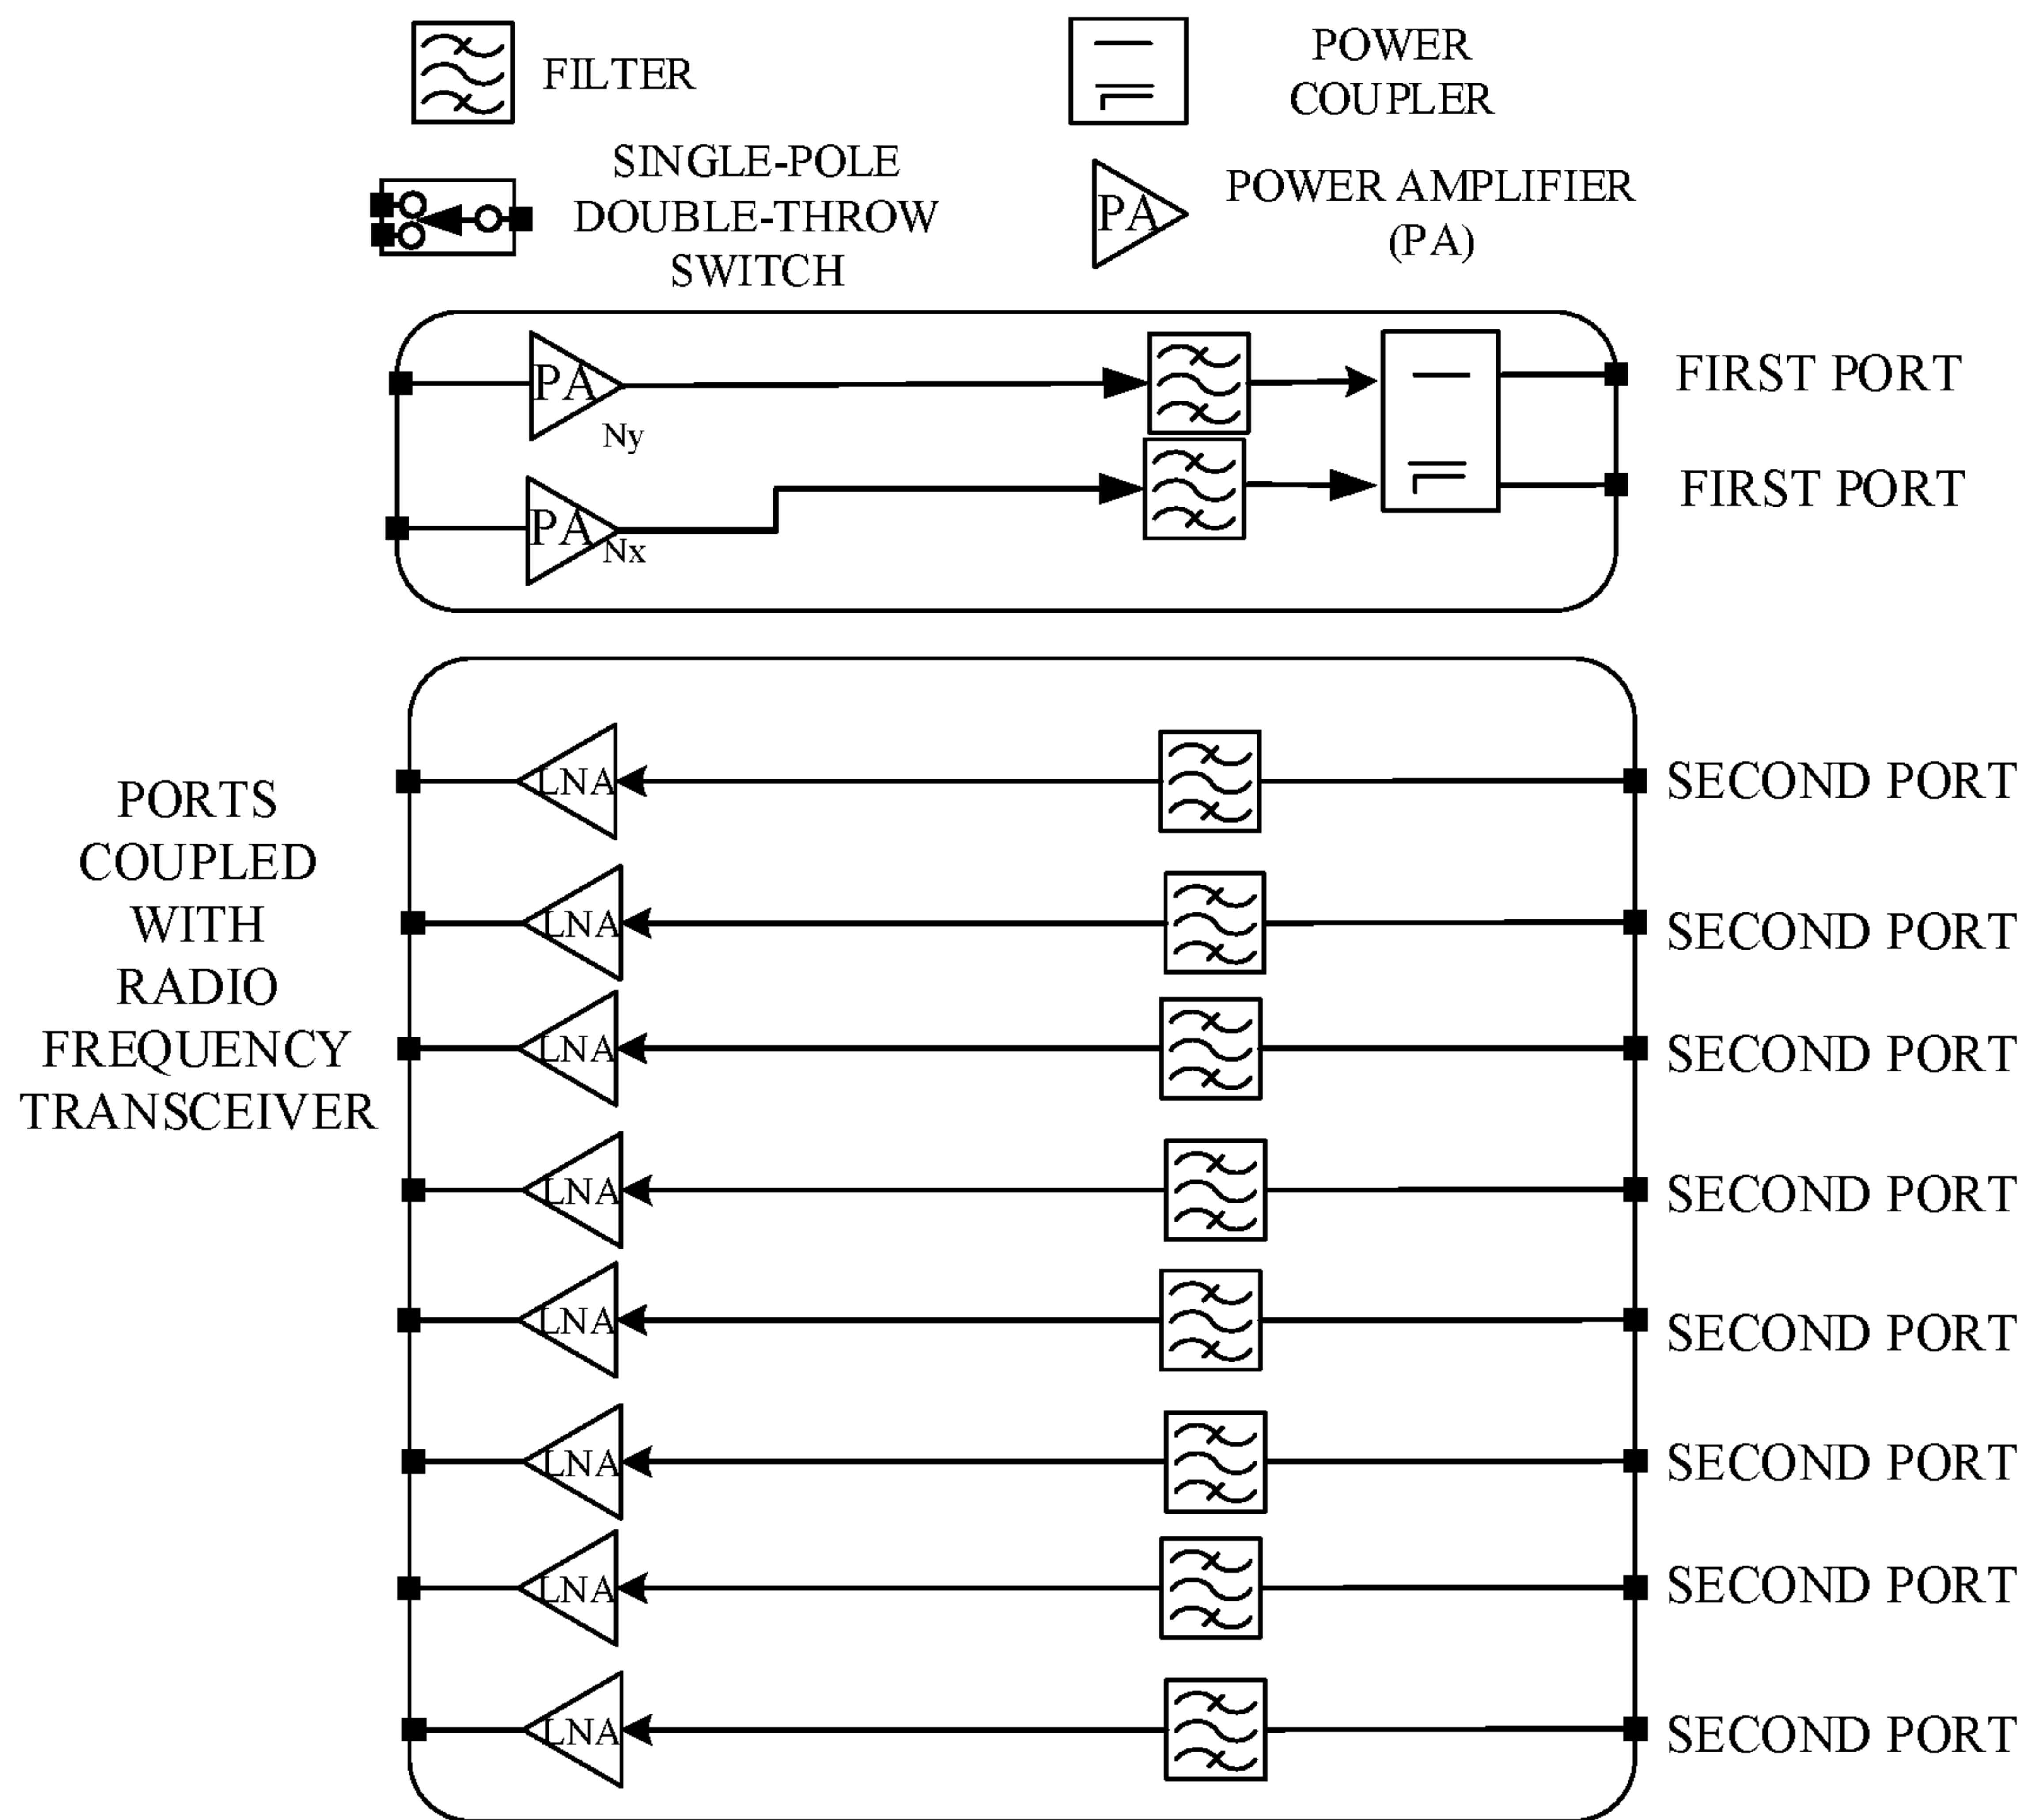 FILTER
POWER
COUPLER
SINGLE-POLE
DOUBLE-THROW
SWITCH
PA
POWER AMPLIFIER
(PA)
PA
Ny
FIRST PORT
PA
Nx
FIRST PORT
PORTS
COUPLED
WITH
RADIO
FREQUENCY
TRANSCEIVER
LNA
SECOND PORT
LNA
SECOND PORT
LNA
SECOND PORT
LNA
SECOND PORT
LNA
SECOND PORT
LNA
SECOND PORT
LNA
SECOND PORT
LNA
SECOND PORT